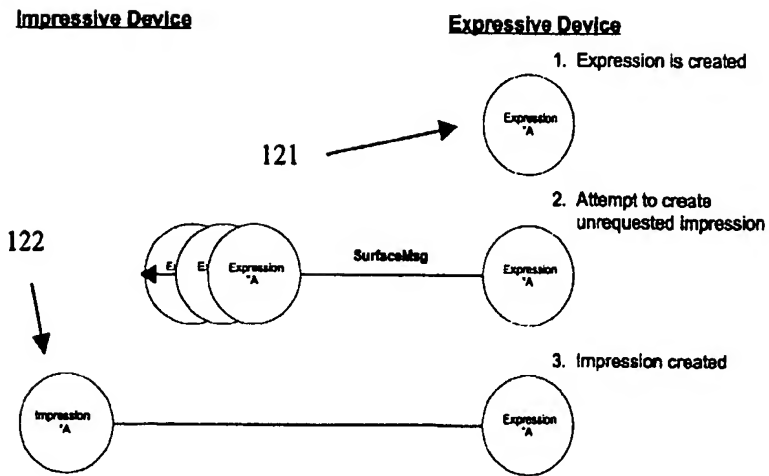 Impressive Device
Expressive Device
1. Expression is created
Expression
"A
121
2. Attempt to create
unrequested Impression
122
E
E
Expression
"A
SurfaceMsg
Expression
"A
3. Impression created
Impression
"A
Expression
"A